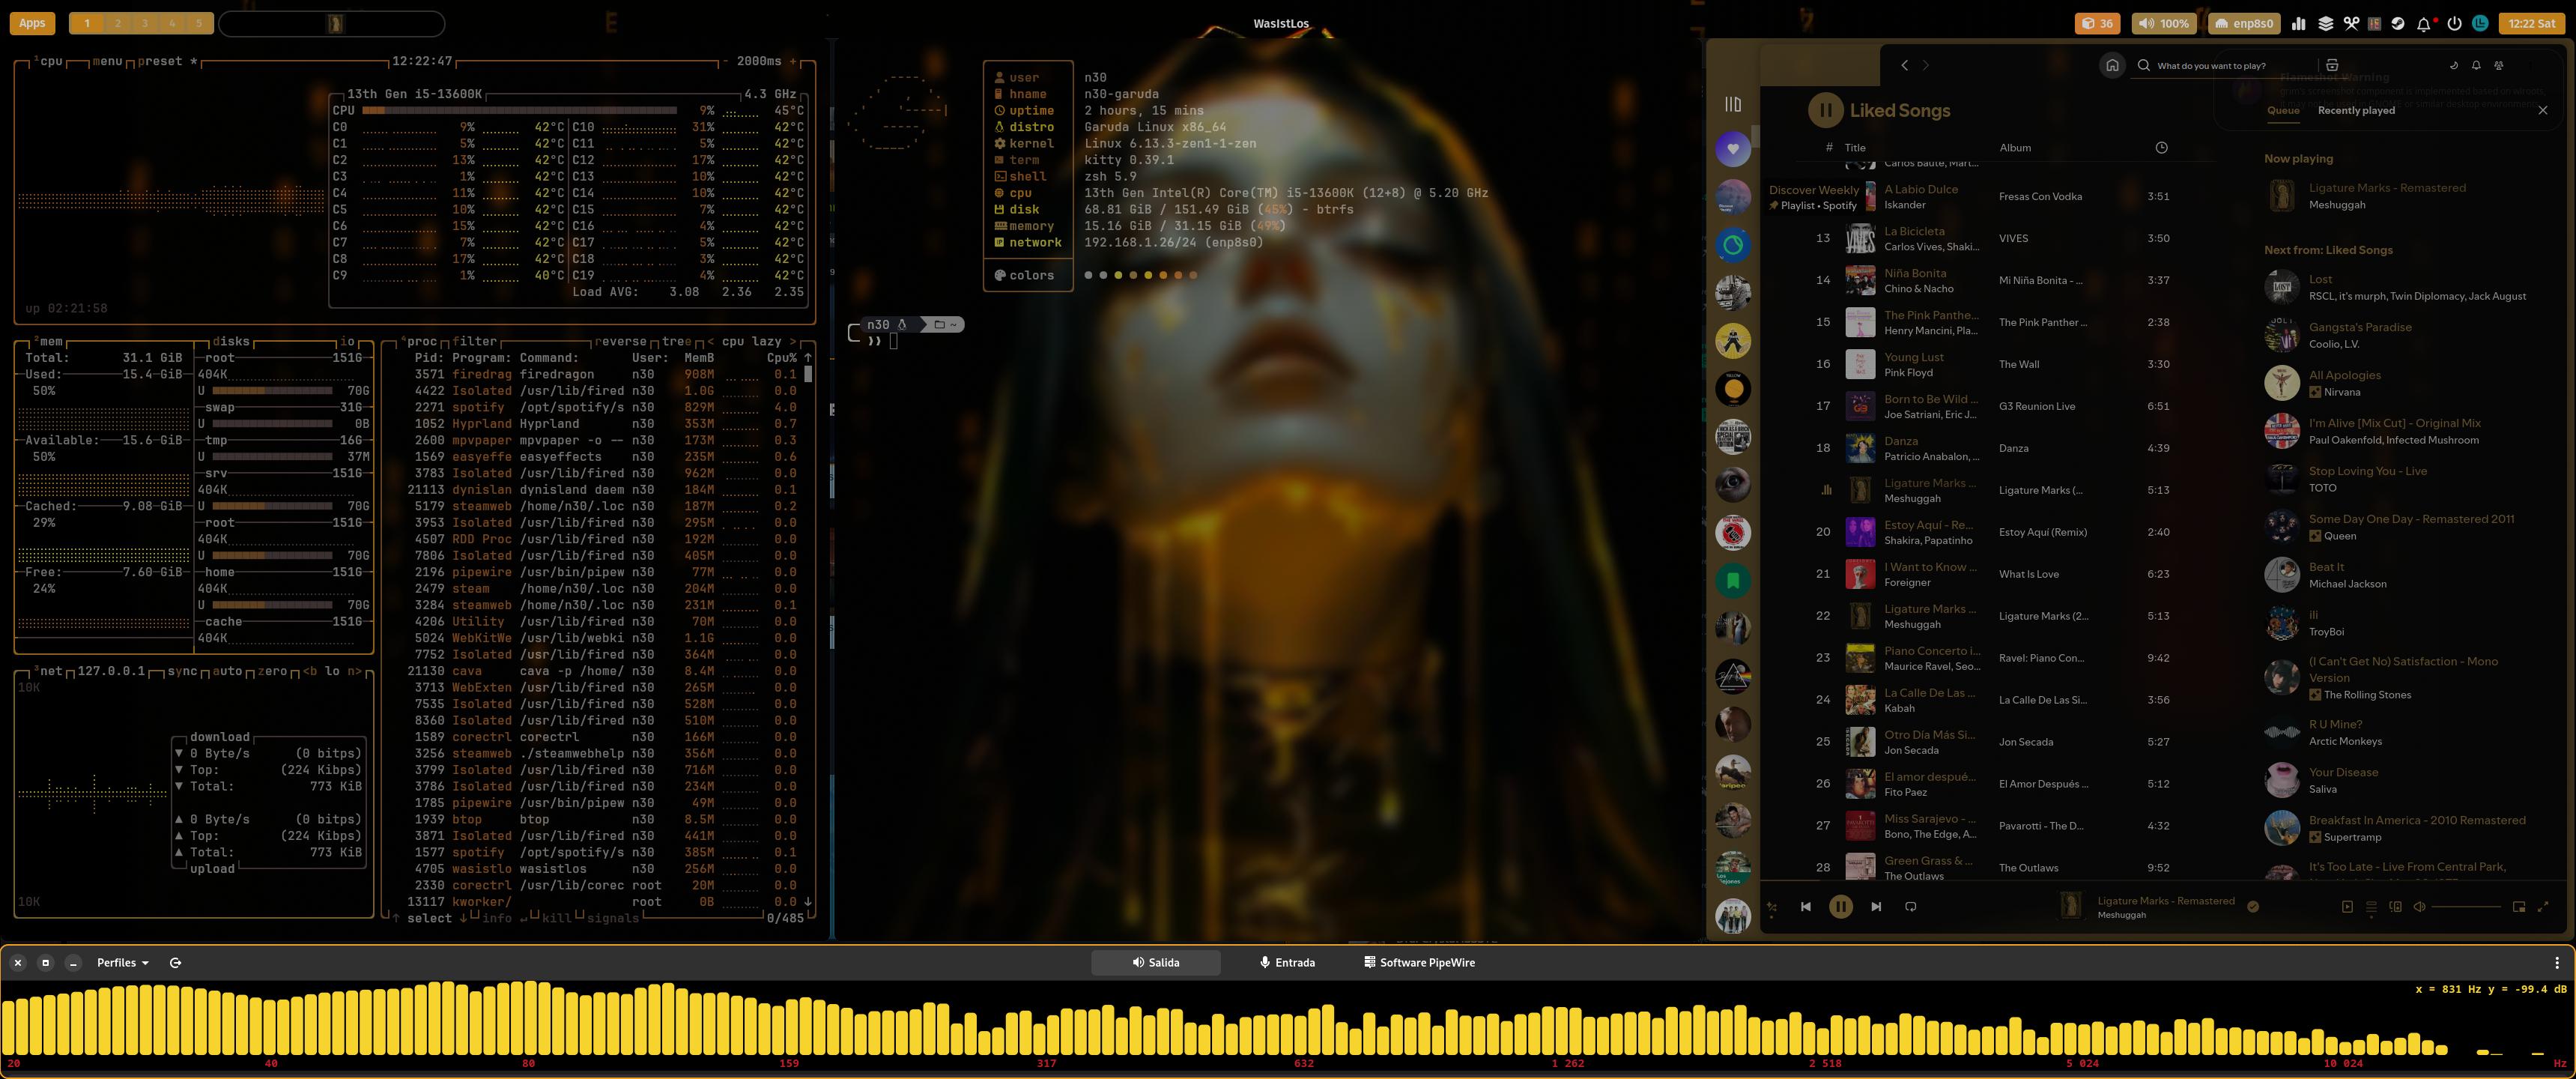 Apps 1 2 3 4 5
WasIstLos
36 100% enp8s0 12:22 Sat
¹cpu menu preset * 12:22:47 - 2000ms +
13th Gen i5-13600K 4.3 GHz
CPU 9% 45°C
C0 9% 42°C C10 31% 42°C
C1 5% 42°C C11 5% 42°C
C2 13% 42°C C12 17% 42°C
C3 1% 42°C C13 10% 42°C
C4 11% 42°C C14 10% 42°C
C5 10% 42°C C15 7% 42°C
C6 15% 42°C C16 4% 42°C
C7 7% 42°C C17 5% 42°C
C8 17% 42°C C18 3% 42°C
C9 1% 40°C C19 4% 42°C
Load AVG: 3.08 2.36 2.35
up 02:21:58
²mem disks io
Total: 31.1 GiB
Used: 15.4 GiB
50%
Available: 15.6 GiB
50%
Cached: 9.08 GiB
29%
Free: 7.60 GiB
24%
root 151G
404K
U 70G
swap 31G
U 0B
tmp 16G
U 37M
srv 151G
404K
U 70G
root 151G
404K
U 70G
home 151G
404K
U 70G
cache 151G
404K
³net 127.0.0.1 sync auto zero <b lo n>
10K
download
▼ 0 Byte/s (0 bitps)
▼ Top: (224 Kibps)
▼ Total: 773 KiB
▲ 0 Byte/s (0 bitps)
▲ Top: (224 Kibps)
▲ Total: 773 KiB
upload
10K
⁴proc filter reverse tree < cpu lazy >
Pid: Program: Command: User: MemB Cpu% ↑
3571 firedrag firedragon n30 908M 0.1
4422 Isolated /usr/lib/fired n30 1.0G 0.0
2271 spotify /opt/spotify/s n30 829M 4.0
1052 Hyprland Hyprland n30 353M 0.7
2600 mpvpaper mpvpaper -o -- n30 173M 0.3
1569 easyeffe easyeffects n30 235M 0.6
3783 Isolated /usr/lib/fired n30 962M 0.0
21113 dynislan dynisland daem n30 184M 0.1
5179 steamweb /home/n30/.loc n30 187M 0.2
3953 Isolated /usr/lib/fired n30 295M 0.0
4507 RDD Proc /usr/lib/fired n30 192M 0.0
7806 Isolated /usr/lib/fired n30 405M 0.0
2196 pipewire /usr/bin/pipew n30 77M 0.0
2479 steam /home/n30/.loc n30 204M 0.0
3284 steamweb /home/n30/.loc n30 231M 0.1
4206 Utility /usr/lib/fired n30 70M 0.0
5024 WebKitWe /usr/lib/webki n30 1.1G 0.0
7752 Isolated /usr/lib/fired n30 364M 0.0
21130 cava cava -p /home/ n30 8.4M 0.0
3713 WebExten /usr/lib/fired n30 265M 0.0
7535 Isolated /usr/lib/fired n30 528M 0.0
8360 Isolated /usr/lib/fired n30 510M 0.0
1589 corectrl corectrl n30 166M 0.0
3256 steamweb ./steamwebhelp n30 356M 0.0
3799 Isolated /usr/lib/fired n30 716M 0.0
3786 Isolated /usr/lib/fired n30 234M 0.0
1785 pipewire /usr/bin/pipew n30 49M 0.0
1939 btop btop n30 8.5M 0.0
3871 Isolated /usr/lib/fired n30 441M 0.0
1577 spotify /opt/spotify/s n30 385M 0.1
4705 wasistlo wasistlos n30 256M 0.0
2330 corectrl /usr/lib/corec root 20M 0.0
13117 kworker/ root 0B 0.0 ↓
↑ select ↓ info ↵ kill signals 0/485
user n30
hname n30-garuda
uptime 2 hours, 15 mins
distro Garuda Linux x86_64
kernel Linux 6.13.3-zen1-1-zen
term kitty 0.39.1
shell zsh 5.9
cpu 13th Gen Intel(R) Core(TM) i5-13600K (12+8) @ 5.20 GHz
disk 68.81 GiB / 151.49 GiB (45%) - btrfs
memory 15.16 GiB / 31.15 GiB (49%)
network 192.168.1.26/24 (enp8s0)
colors
n30 ~
What do you want to play?
Liked Songs
# Title Album
Carlos Baute, Mart...
Discover Weekly
Playlist • Spotify
A Labio Dulce
Iskander
Fresas Con Vodka 3:51
13 La Bicicleta
Carlos Vives, Shaki...
VIVES 3:50
14 Niña Bonita
Chino & Nacho
Mi Niña Bonita - ... 3:37
15 The Pink Panthe...
Henry Mancini, Pla...
The Pink Panther ... 2:38
16 Young Lust
Pink Floyd
The Wall 3:30
17 Born to Be Wild ...
Joe Satriani, Eric J...
G3 Reunion Live 6:51
18 Danza
Patricio Anabalon, ...
Danza 4:39
Ligature Marks ...
Meshuggah
Ligature Marks (... 5:13
20 Estoy Aquí - Re...
Shakira, Papatinho
Estoy Aquí (Remix) 2:40
21 I Want to Know ...
Foreigner
What Is Love 6:23
22 Ligature Marks ...
Meshuggah
Ligature Marks (2... 5:13
23 Piano Concerto i...
Maurice Ravel, Seo...
Ravel: Piano Con... 9:42
24 La Calle De Las ...
Kabah
La Calle De Las Si... 3:56
25 Otro Día Más Si...
Jon Secada
Jon Secada 5:27
26 El amor despué...
Fito Paez
El Amor Después ... 5:12
27 Miss Sarajevo - ...
Bono, The Edge, A...
Pavarotti - The D... 4:32
28 Green Grass & ...
The Outlaws
The Outlaws 9:52
Flameshot Warning
Queue Recently played
Now playing
Ligature Marks - Remastered
Meshuggah
Next from: Liked Songs
Lost
RSCL, it's murph, Twin Diplomacy, Jack August
Gangsta's Paradise
Coolio, L.V.
All Apologies
Nirvana
I'm Alive [Mix Cut] - Original Mix
Paul Oakenfold, Infected Mushroom
Stop Loving You - Live
TOTO
Some Day One Day - Remastered 2011
Queen
Beat It
Michael Jackson
ili
TroyBoi
(I Can't Get No) Satisfaction - Mono
Version
The Rolling Stones
R U Mine?
Arctic Monkeys
Your Disease
Saliva
Breakfast In America - 2010 Remastered
Supertramp
It's Too Late - Live From Central Park,
Ligature Marks - Remastered
Meshuggah
Perfiles Salida Entrada Software PipeWire
x = 831 Hz y = -99.4 dB
20 40 80 159 317 632 1 262 2 518 5 024 10 024 Hz